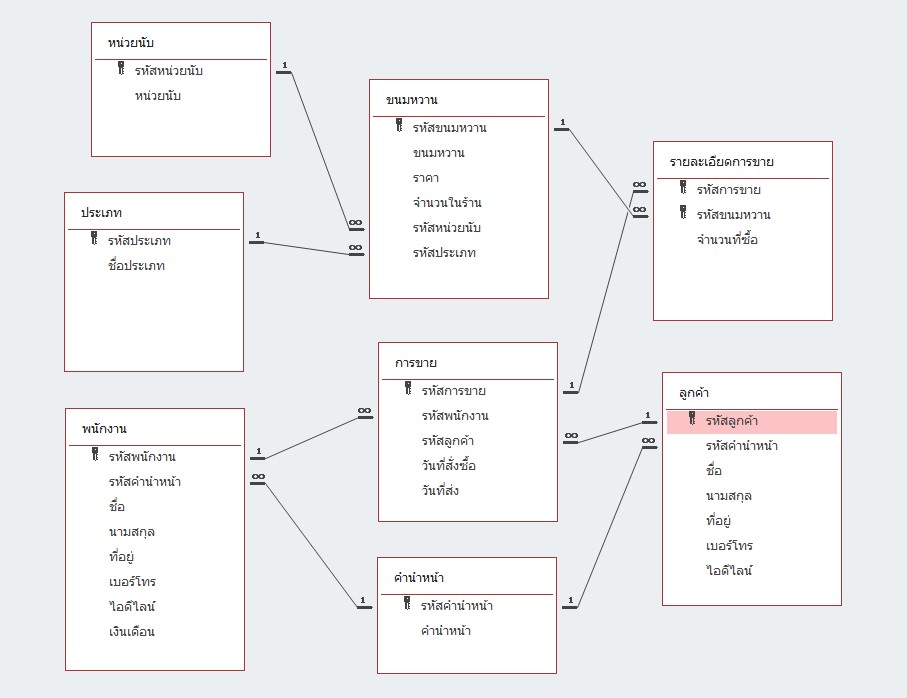 หน่วยนับ
รหัสหน่วยนับ
หน่วยนับ
1
∞
ขนมหวาน
รหัสขนมหวาน
ขนมหวาน
ราคา
จำนวนในร้าน
รหัสหน่วยนับ
รหัสประเภท
1
∞
รายละเอียดการขาย
รหัสการขาย
รหัสขนมหวาน
จำนวนที่ซื้อ
∞
1
ประเภท
รหัสประเภท
ชื่อประเภท
1
∞
การขาย
รหัสการขาย
รหัสพนักงาน
รหัสลูกค้า
วันที่สั่งซื้อ
วันที่ส่ง
∞
1
∞
1
ลูกค้า
รหัสลูกค้า
รหัสคำนำหน้า
ชื่อ
นามสกุล
ที่อยู่
เบอร์โทร
ไอดีไลน์
∞
พนักงาน
รหัสพนักงาน
รหัสคำนำหน้า
ชื่อ
นามสกุล
ที่อยู่
เบอร์โทร
ไอดีไลน์
เงินเดือน
∞
1
คำนำหน้า
รหัสคำนำหน้า
คำนำหน้า
1